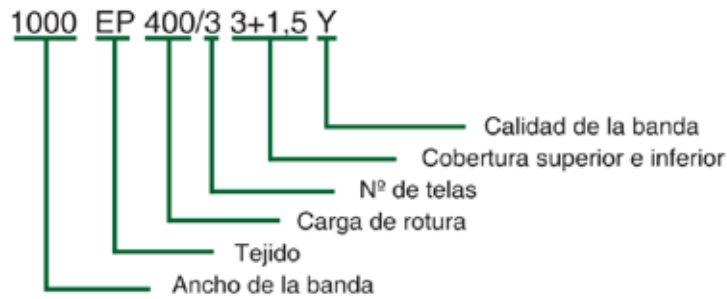 1000 EP 400/3 3+1,5 Y
Calidad de la banda
Cobertura superior e inferior
Nº de telas
Carga de rotura
Tejido
Ancho de la banda